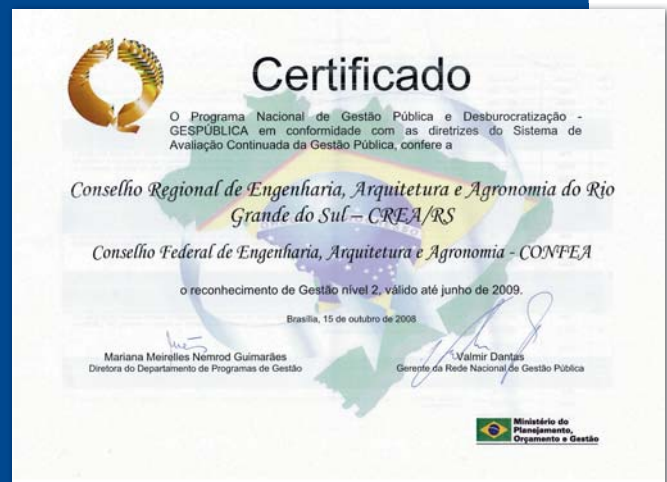 Certificado
O Programa Nacional de Gestão Pública e Desburocratização -
GESPÚBLICA em conformidade com as diretrizes do Sistema de
Avaliação Continuada da Gestão Pública, confere a
Conselho Regional de Engenharia, Arquitetura e Agronomia do Rio
Grande do Sul – CREA/RS
Conselho Federal de Engenharia, Arquitetura e Agronomia - CONFEA
o reconhecimento de Gestão nível 2, válido até junho de 2009.
Brasília, 15 de outubro de 2008
Mariana Meirelles Nemrod Guimarães
Diretora do Departamento de Programas de Gestão
Valmir Dantas
Gerente da Rede Nacional de Gestão Pública
Ministério do
Planejamento,
Orçamento e Gestão